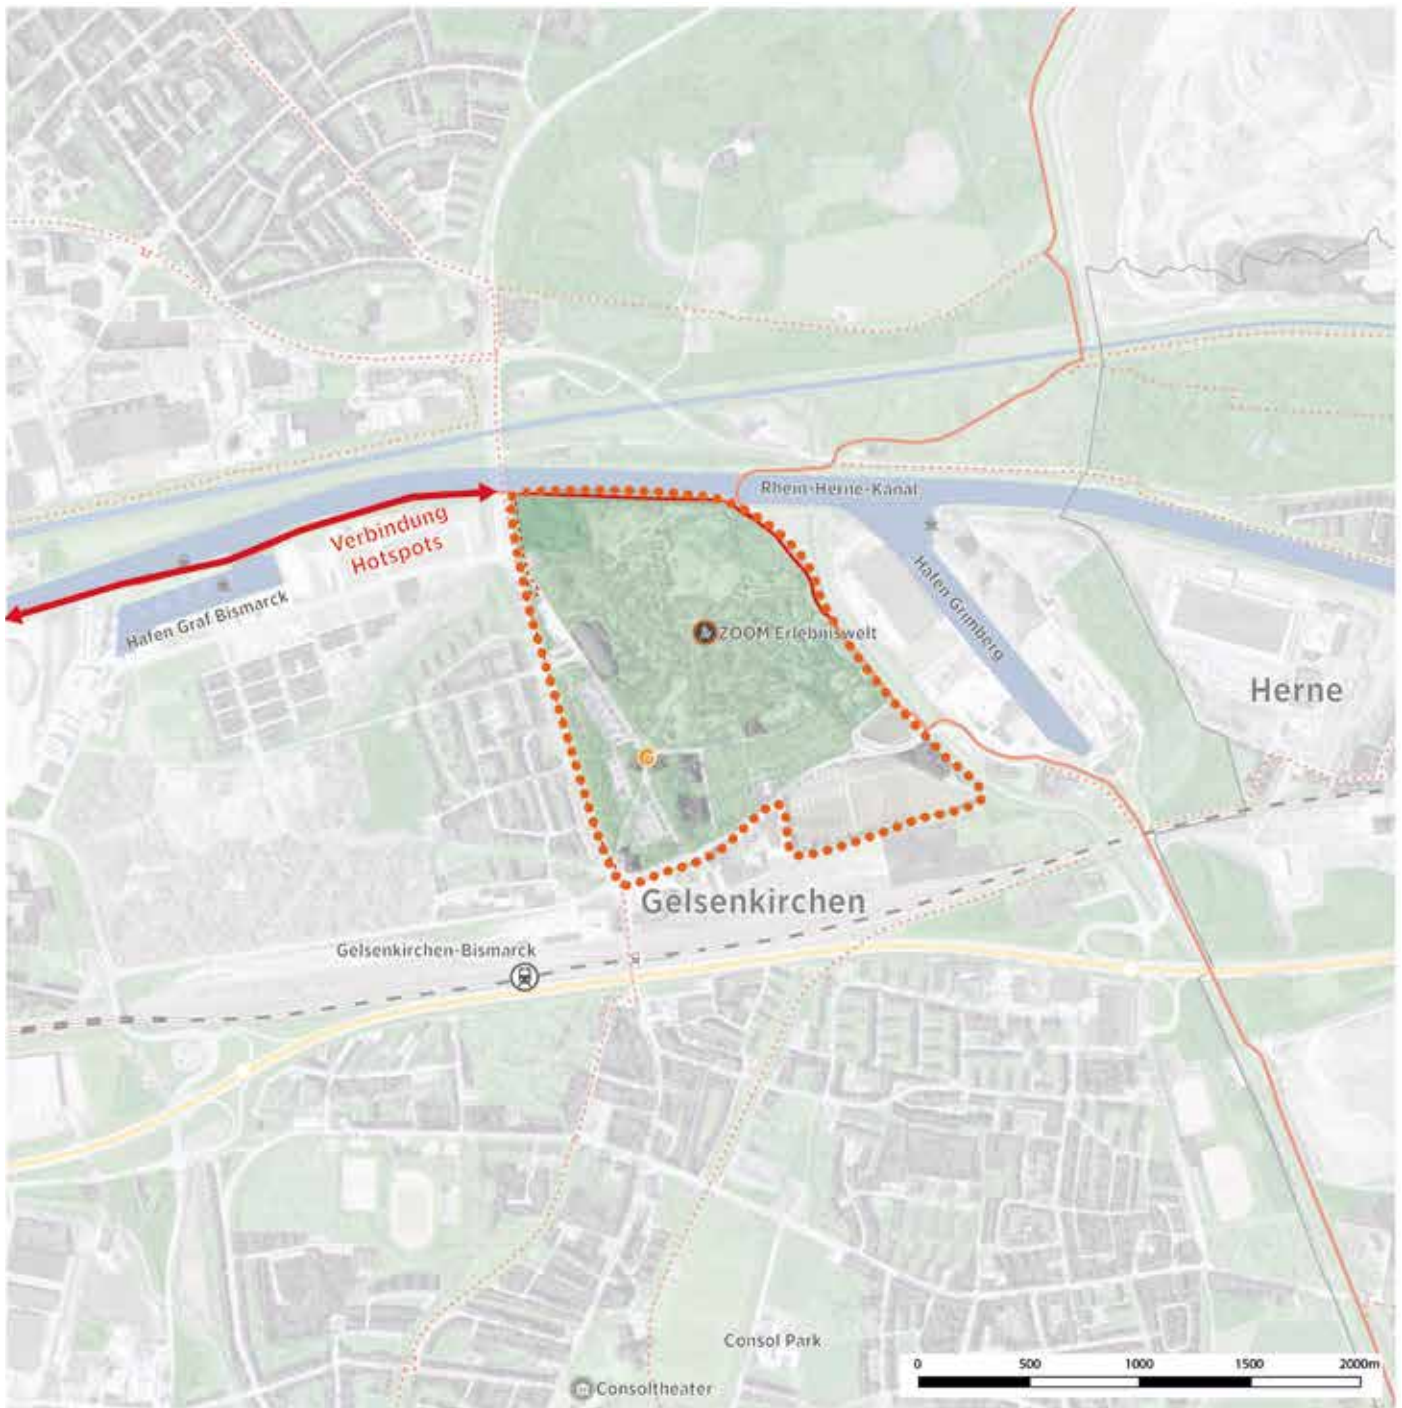 Rhein-Herne-Kanal
Verbindung
Hotspots
Hafen Graf Bismarck
Hafen Grimberg
ZOOM Erlebniswelt
Herne
Gelsenkirchen
Gelsenkirchen-Bismarck
Consol Park
Consoltheater
0 500 1000 1500 2000m